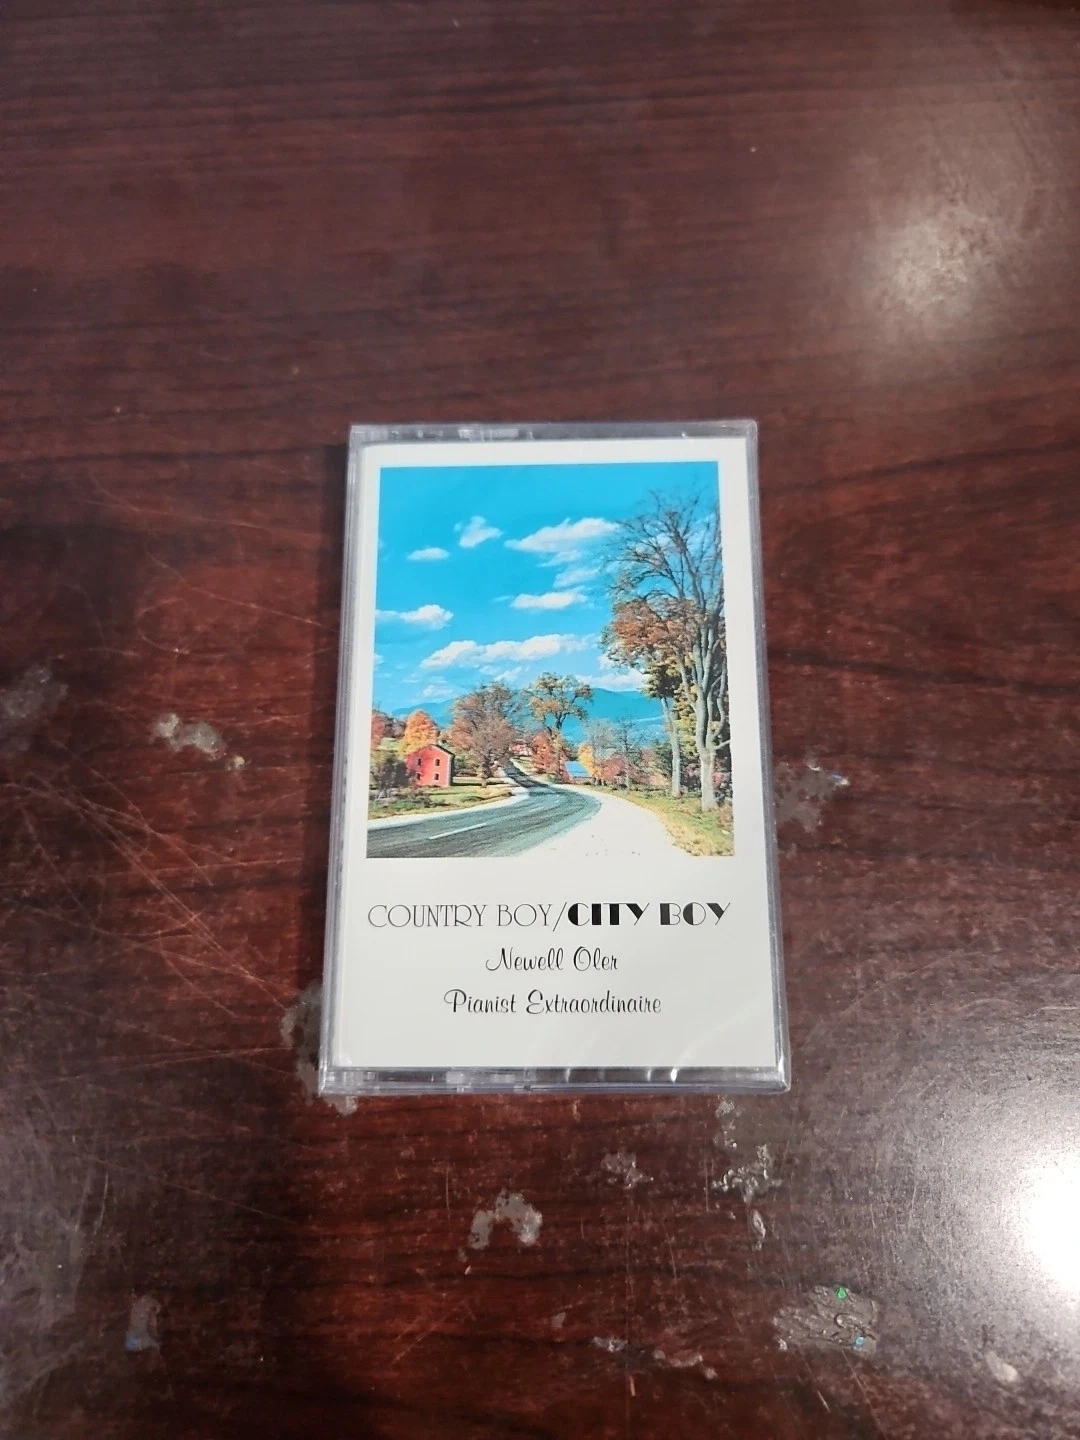 COUNTRY BOY/CITY BOY
Newell Oler
Pianist Extraordinaire